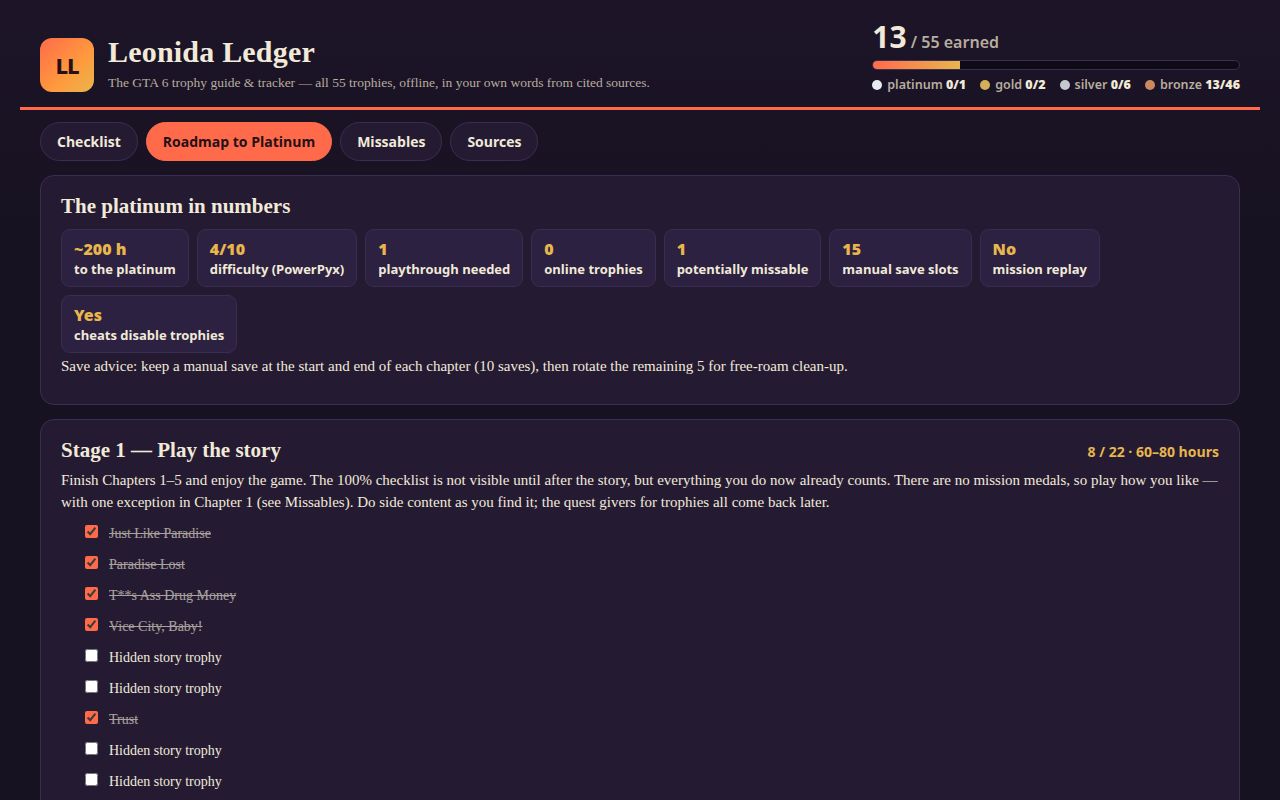 LL
Leonida Ledger
The GTA 6 trophy guide & tracker — all 55 trophies, offline, in your own words from cited sources.
13 / 55 earned
platinum 0/1 gold 0/2 silver 0/6 bronze 13/46
Checklist Roadmap to Platinum Missables Sources
The platinum in numbers
~200 h
to the platinum
4/10
difficulty (PowerPyx)
1
playthrough needed
0
online trophies
1
potentially missable
15
manual save slots
No
mission replay
Yes
cheats disable trophies
Save advice: keep a manual save at the start and end of each chapter (10 saves), then rotate the remaining 5 for free-roam clean-up.
Stage 1 — Play the story
8 / 22 · 60–80 hours
Finish Chapters 1–5 and enjoy the game. The 100% checklist is not visible until after the story, but everything you do now already counts. There are no mission medals, so play how you like —
with one exception in Chapter 1 (see Missables). Do side content as you find it; the quest givers for trophies all come back later.
Just Like Paradise
Paradise Lost
T**s Ass Drug Money
Vice City, Baby!
Hidden story trophy
Hidden story trophy
Trust
Hidden story trophy
Hidden story trophy